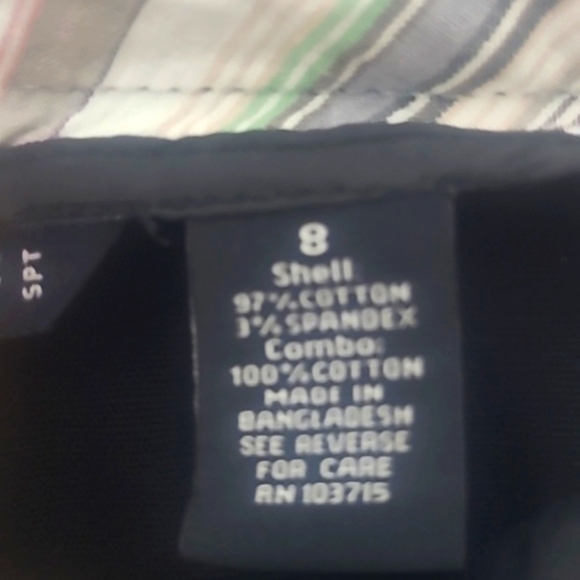 8
Shell
97% COTTON
3% SPANDEX
Combo:
100% COTTON
MADE IN
BANGLADESH
SEE REVERSE
FOR CARE
RN 103715
SPT